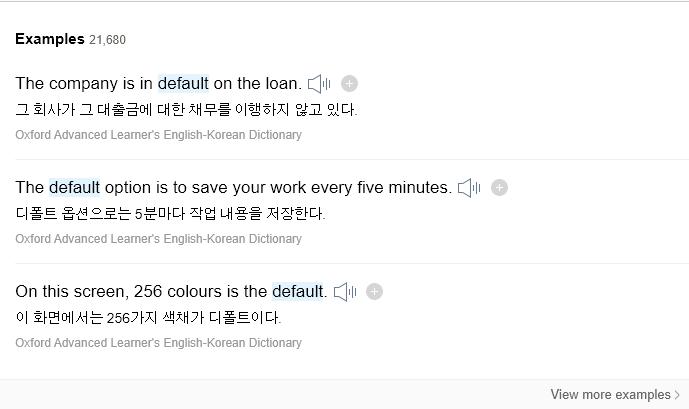 Examples 21,680
The company is in default on the loan.
그 회사가 그 대출금에 대한 채무를 이행하지 않고 있다.
Oxford Advanced Learner's English-Korean Dictionary
The default option is to save your work every five minutes.
디폴트 옵션으로는 5분마다 작업 내용을 저장한다.
Oxford Advanced Learner's English-Korean Dictionary
On this screen, 256 colours is the default.
이 화면에서는 256가지 색채가 디폴트이다.
Oxford Advanced Learner's English-Korean Dictionary
View more examples